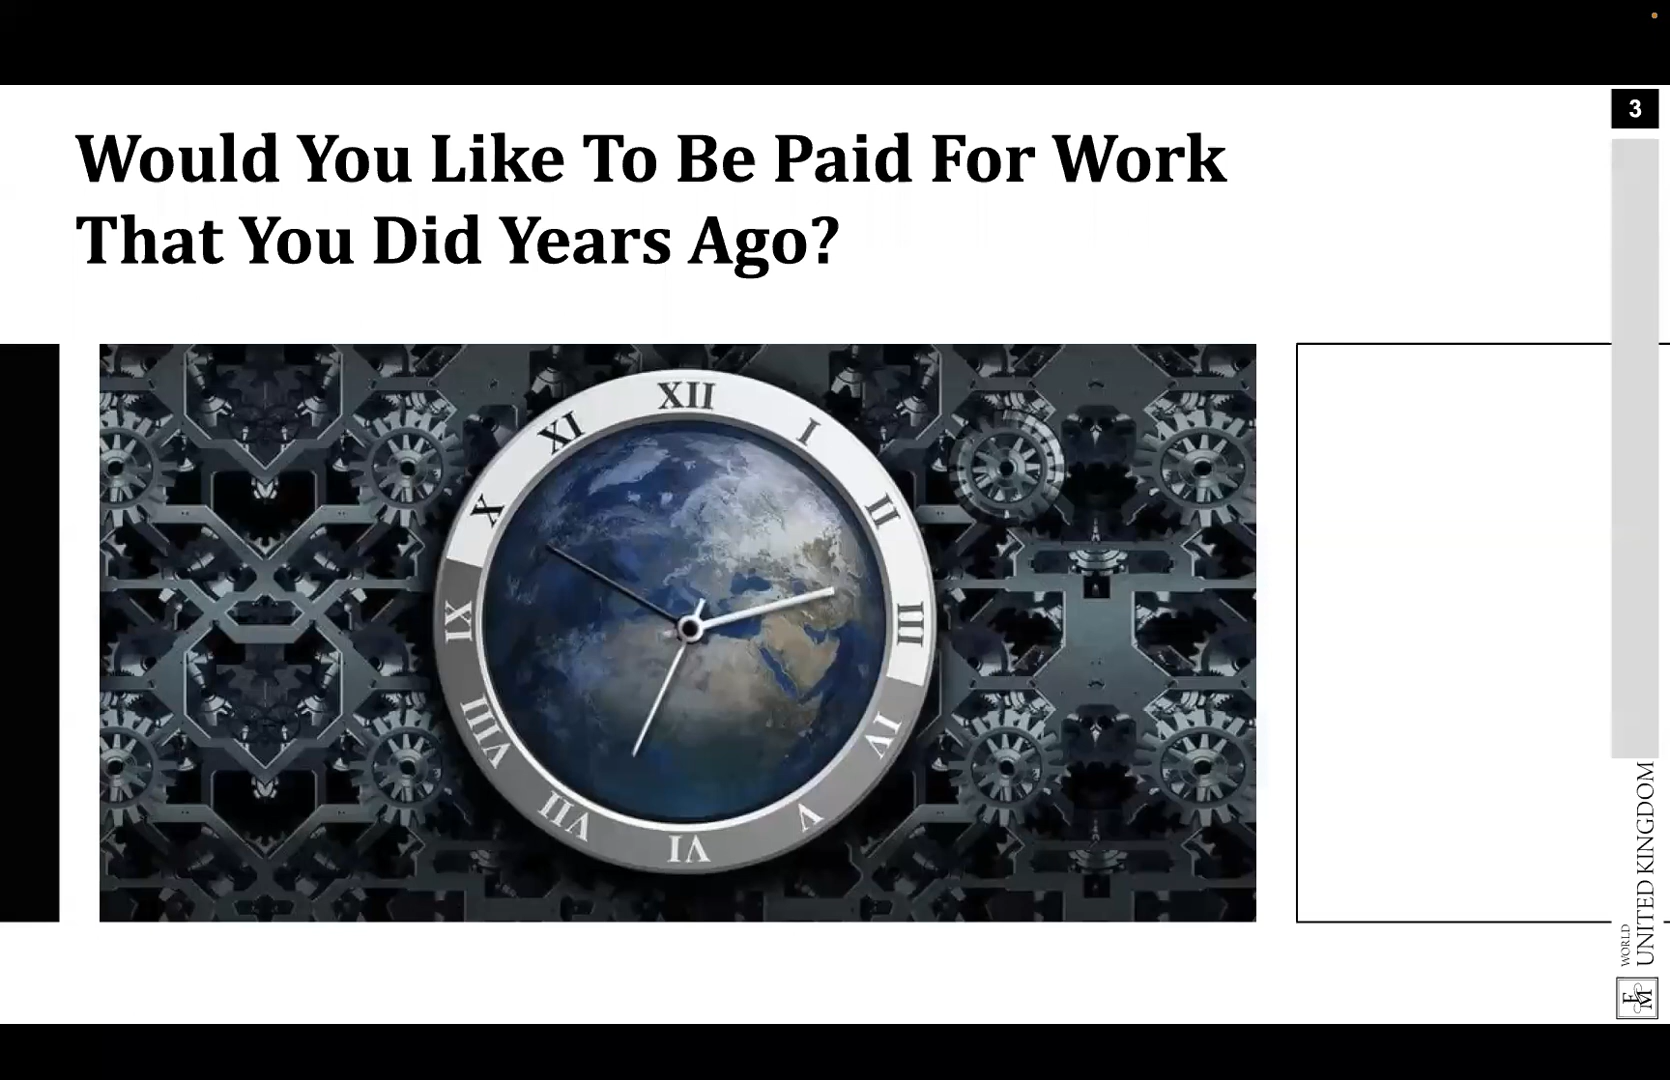 3
Would You Like To Be Paid For Work
That You Did Years Ago?
XII
I
II
III
IV
V
VI
VII
VIII
IX
X
XI
WORLD
UNITED KINGDOM
FM